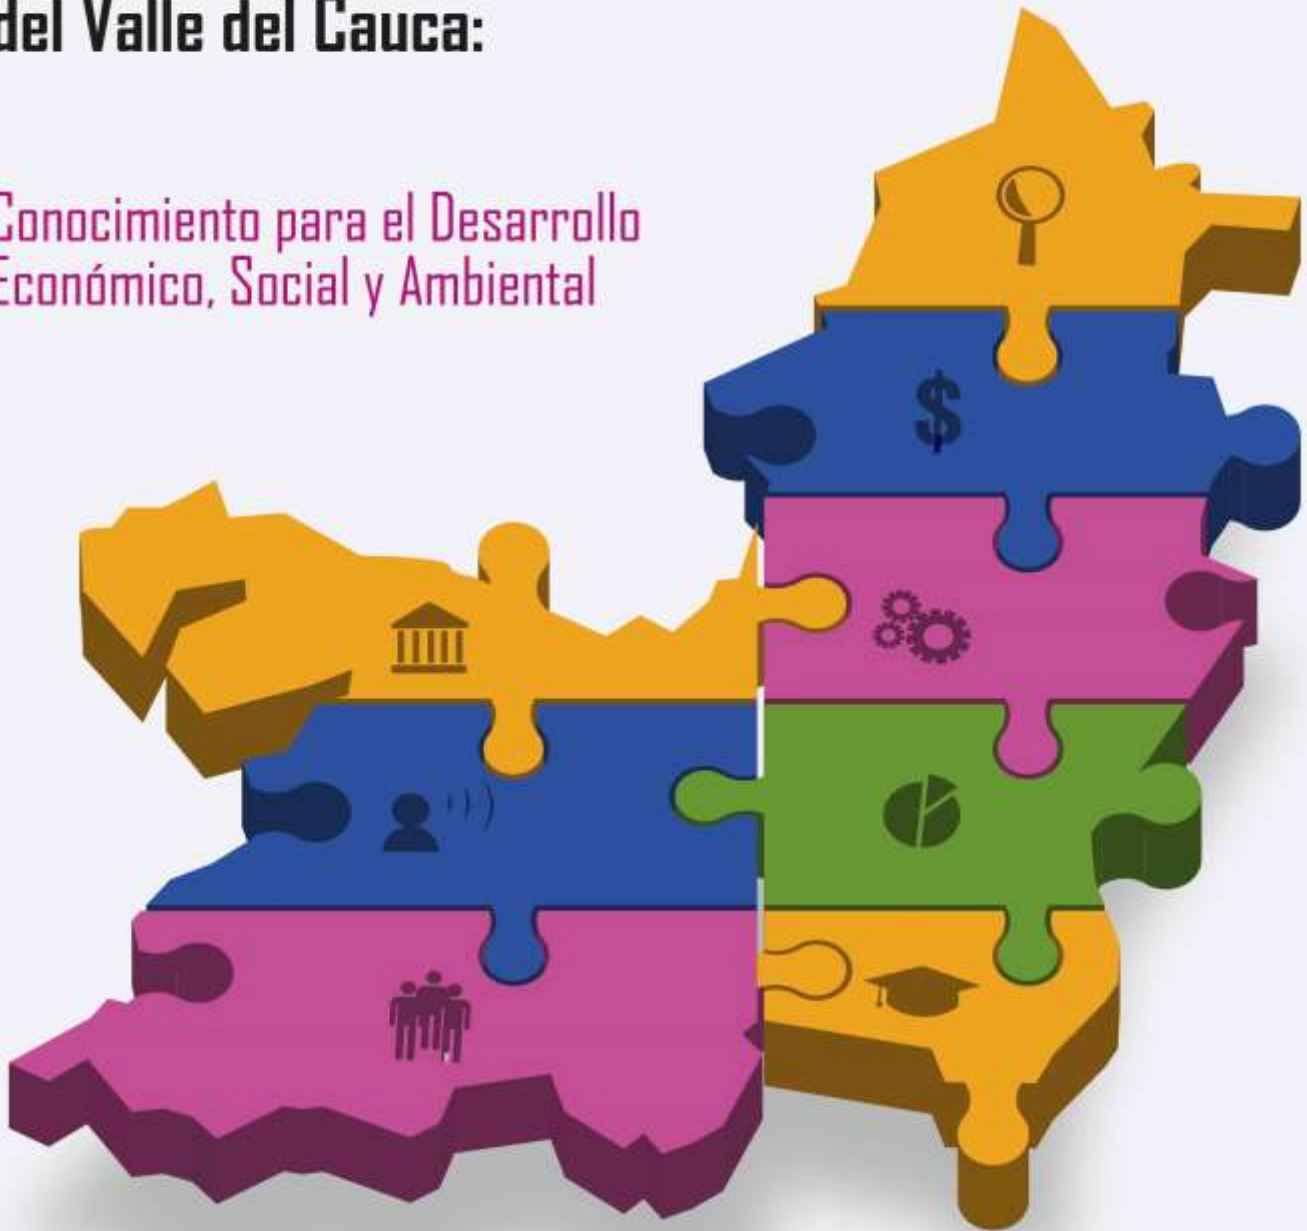 del Valle del Cauca:
Conocimiento para el Desarrollo
Económico, Social y Ambiental
$